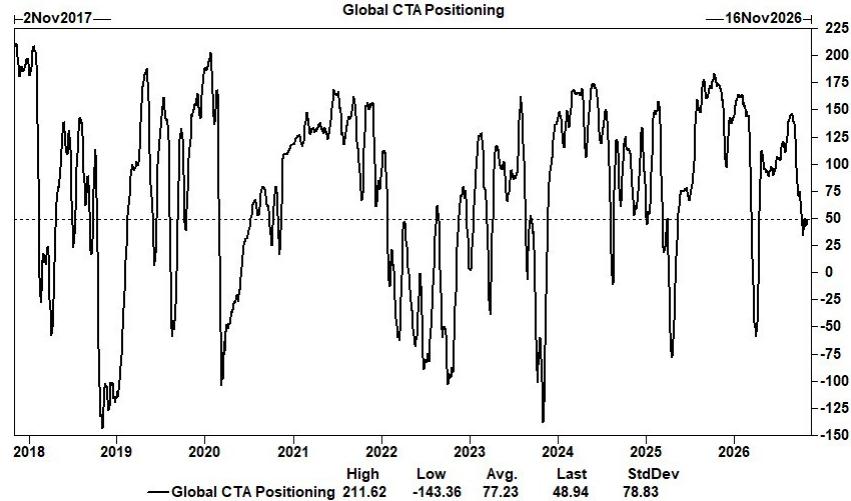 Global CTA Positioning
2Nov2017
16Nov2026
225
200
175
150
125
100
75
50
25
0
-25
-50
-75
-100
-125
-150
2018 2019 2020 2021 2022 2023 2024 2025 2026
High Low Avg. Last StdDev
Global CTA Positioning 211.62 -143.36 77.23 48.94 78.83